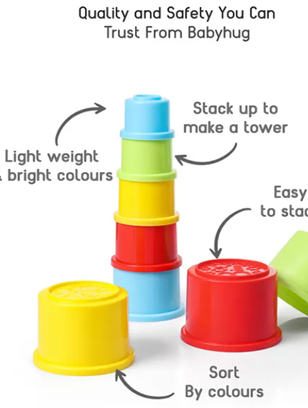 Quality and Safety You Can
Trust From Babyhug
Stack up to
make a tower
Light weight
bright colours
Easy
to
Sort
By colours